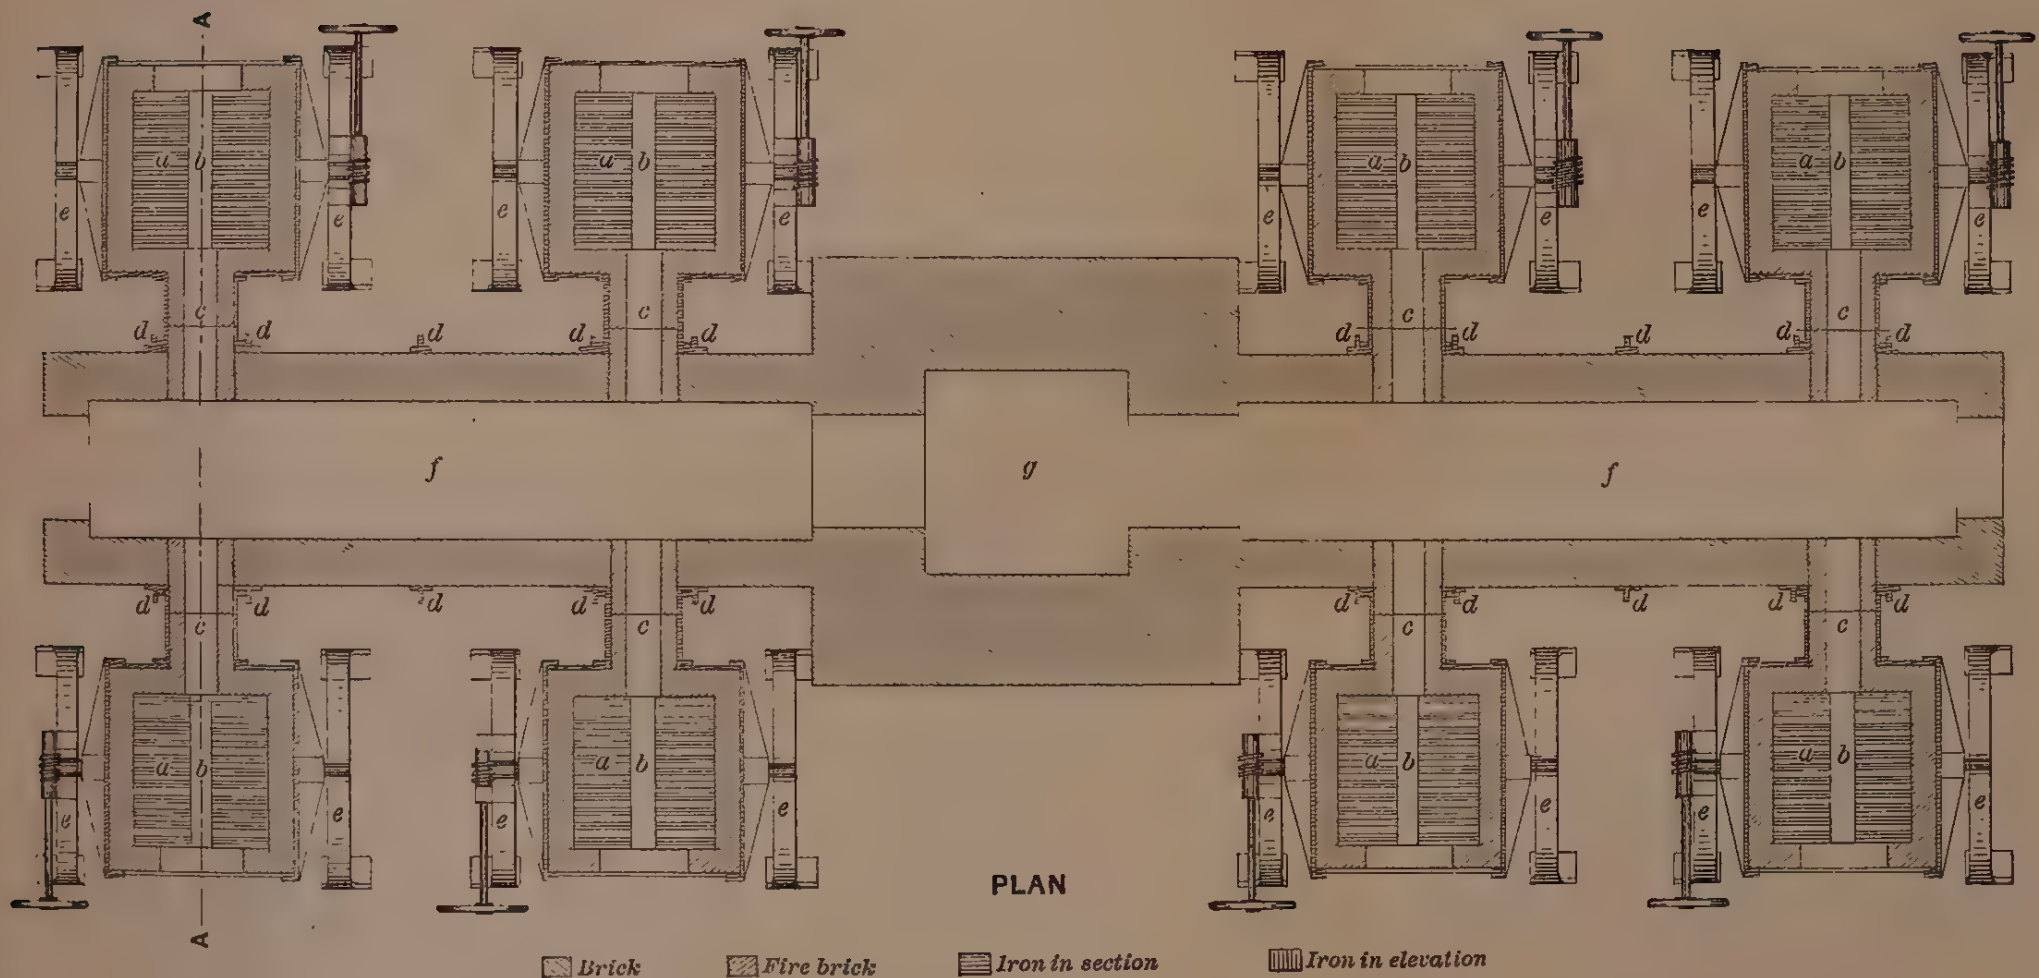 A
a b a b a b a b
e e e e e e e e
c c c c
d d d d d d d d d d
f g f
d d d d d d d d d d
c c c c
a b a b a b a b
e e e e e e e e
PLAN
A
Brick Fire brick Iron in section Iron in elevation